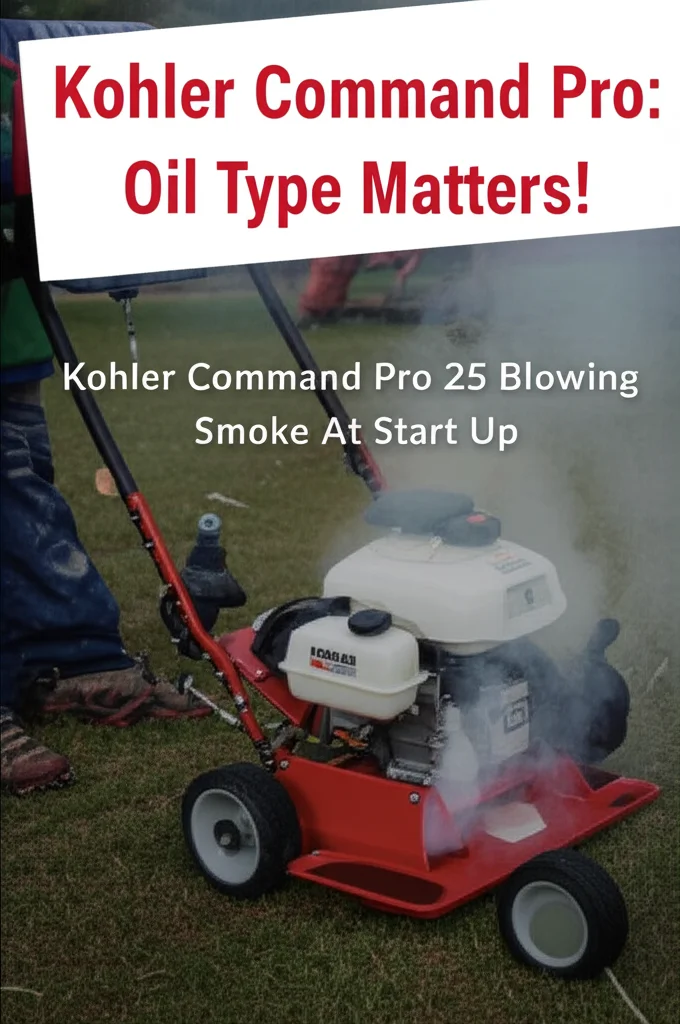 Kohler Command Pro:
Oil Type Matters!
Kohler Command Pro 25 Blowing
Smoke At Start Up